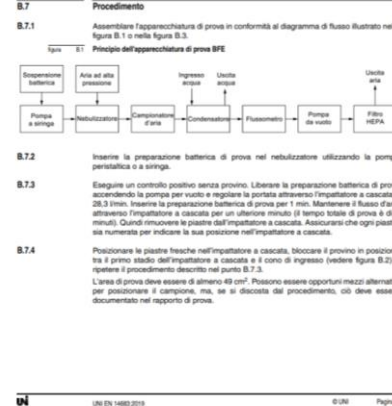 B.7 Procedimento
B.7.1 Assemblare l'apparecchiatura di prova in conformità al diagramma di flusso illustrato nel
figura B.1 o nella figura B.3.
figura B.1 Principio dell'apparecchiatura di prova BFE
Sospensione batterica
Aria ad alta pressione
Ingresso acqua
Uscita acqua
Uscita aria
Pompa a siringa
Nebulizzatore
Campionatore d'aria
Condensatore
Flussometro
Pompa da vuoto
Filtro HEPA
B.7.2 Inserire la preparazione batterica di prova nel nebulizzatore utilizzando la pomp
peristaltica o a siringa.
B.7.3 Eseguire un controllo positivo senza provino. Liberare la preparazione batterica di prov
accendendo la pompa per vuoto e regolare la portata attraverso l'impattatore a cascata
28,3 l/min. Inserire la preparazione batterica di prova per 1 min. Mantenere il flusso d'ar
attraverso l'impattatore a cascata per un ulteriore minuto (il tempo totale di prova è di
minuti). Quindi rimuovere le piastre dall'impattatore a cascata. Assicurarsi che ogni piast
sia numerata per indicare la sua posizione nell'impattatore a cascata.
B.7.4 Posizionare le piastre fresche nell'impattatore a cascata, bloccare il provino in posizion
tra il primo stadio dell'impattatore a cascata e il cono di ingresso (vedere figura B.2)
ripetere il procedimento descritto nel punto B.7.3.
L'area di prova deve essere di almeno 49 cm². Possono essere opportuni mezzi alternat
per posizionare il campione, ma, se si discosta dal procedimento, ciò deve esse
documentato nel rapporto di prova.
UNI UNI EN 14683:2019 © UNI Pagin